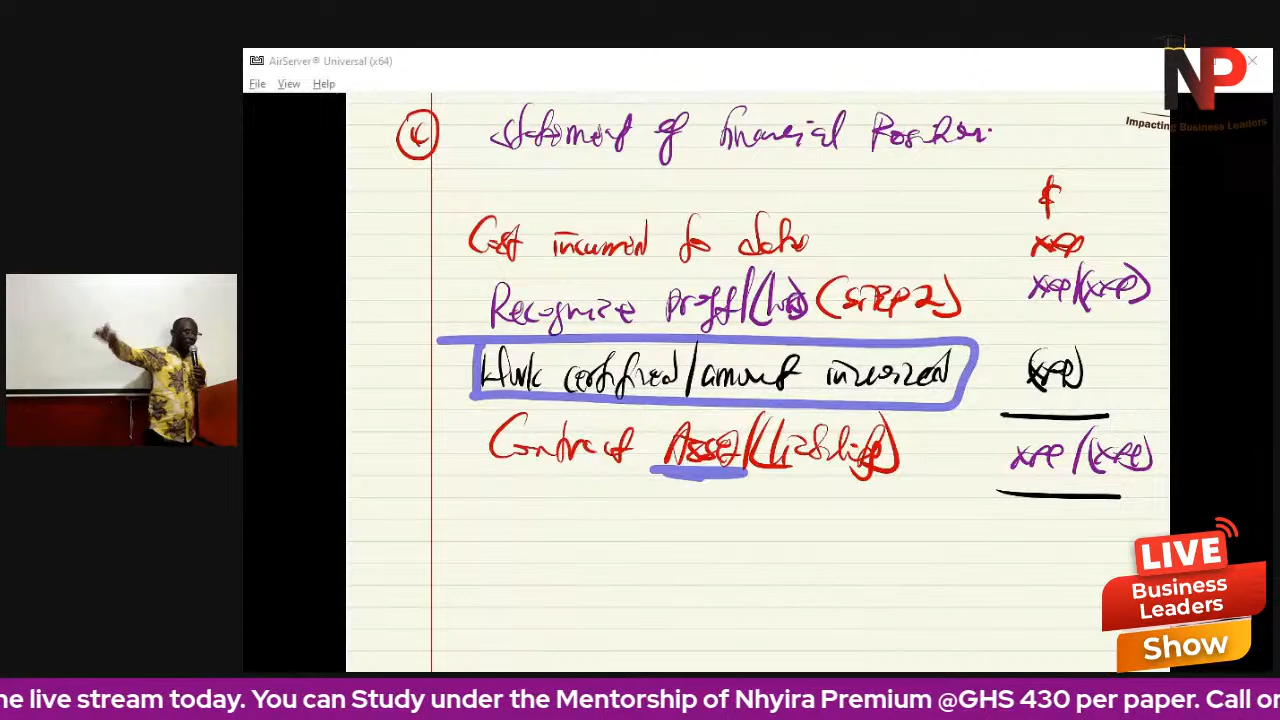 AirServer® Universal (x64)
File View Help
NP
Impacting Business Leaders
Statement of financial Position.
$
Cost incurred to date xxx
Recognize profit/(loss) (STEP 2) xxx/(xxx)
Work certified/amount invoiced (xxx)
Contract Asset/(Liability) xxx/(xxx)
LIVE
Business
Leaders
Show
ne live stream today. You can Study under the Mentorship of Nhyira Premium @GHS 430 per paper. Call or